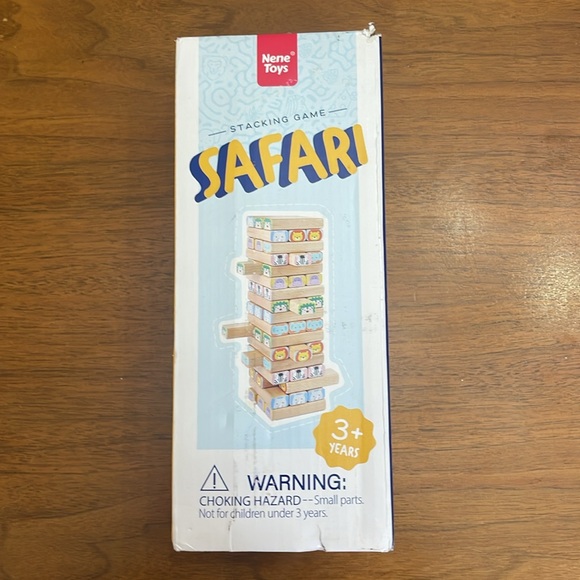 Nene®
Toys
STACKING GAME
SAFARI
3+
YEARS
WARNING:
CHOKING HAZARD--Small parts.
Not for children under 3 years.